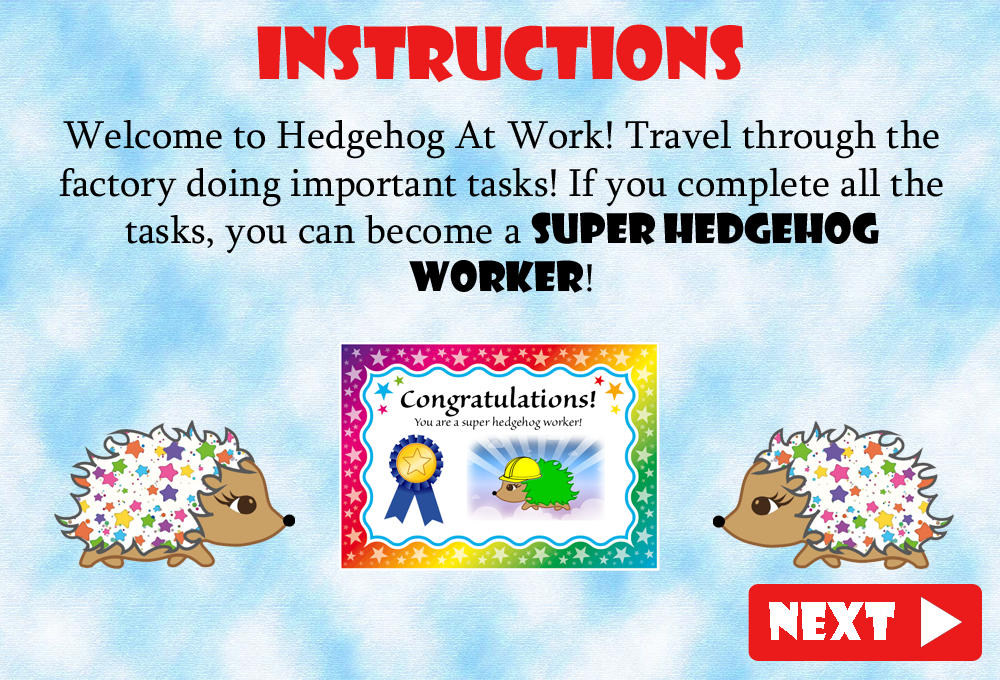 INSTRUCTIONS
Welcome to Hedgehog At Work! Travel through the
factory doing important tasks! If you complete all the
tasks, you can become a SUPER HEDGEHOG
WORKER!
Congratulations!
You are a super hedgehog worker!
NEXT